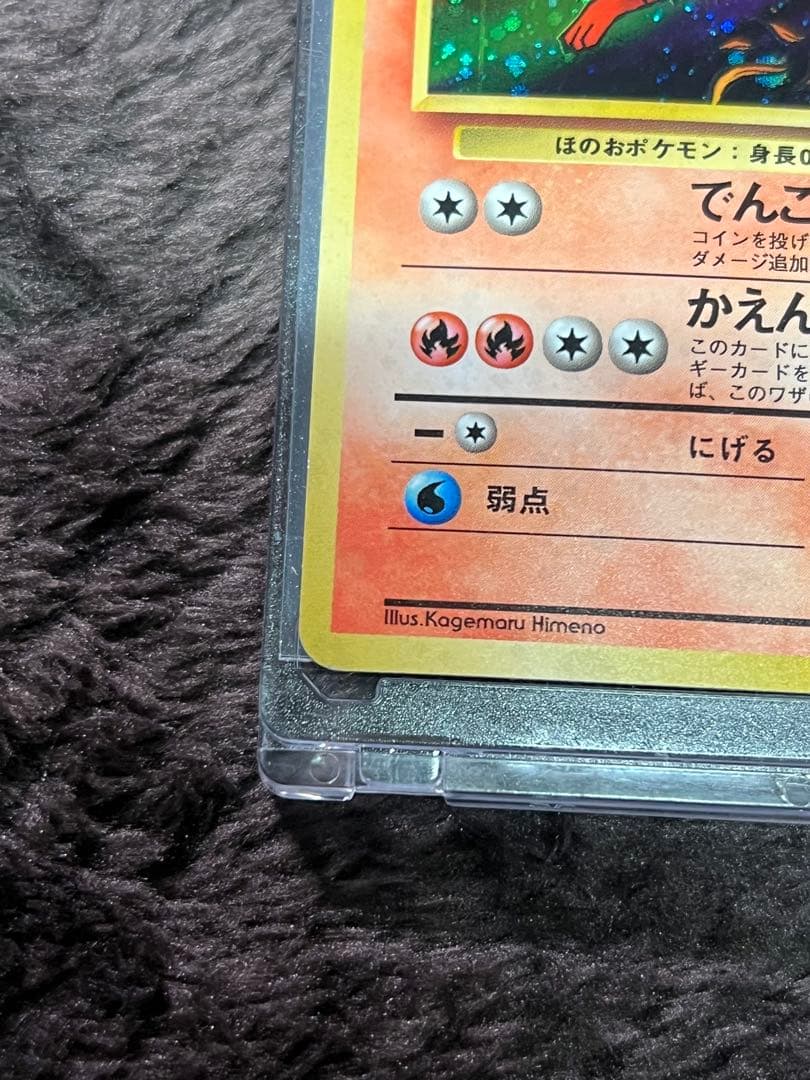 ほのおポケモン：身長0
でんこ
コインを投げ
ダメージ追加
かえん
このカードに
ギーカードを
ば、このワザ
にげる
弱点
Illus.Kagemaru Himeno